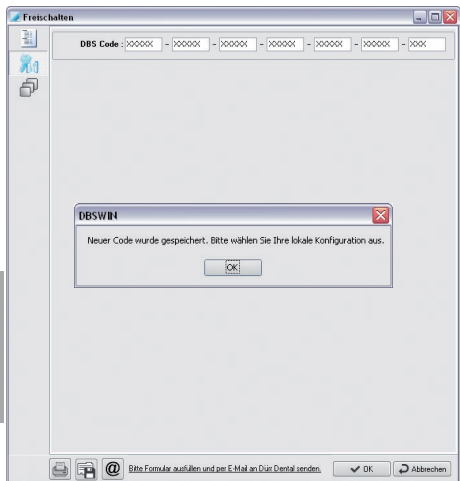 Freischalten
DBS Code : XXXXX - XXXXX - XXXXX - XXXXX - XXXXX - XXXXX - XXX
DBSWIN
Neuer Code wurde gespeichert. Bitte wählen Sie Ihre lokale Konfiguration aus.
OK
@ Bitte Formular ausfüllen und per E-Mail an Dürr Dental senden. OK Abbrechen